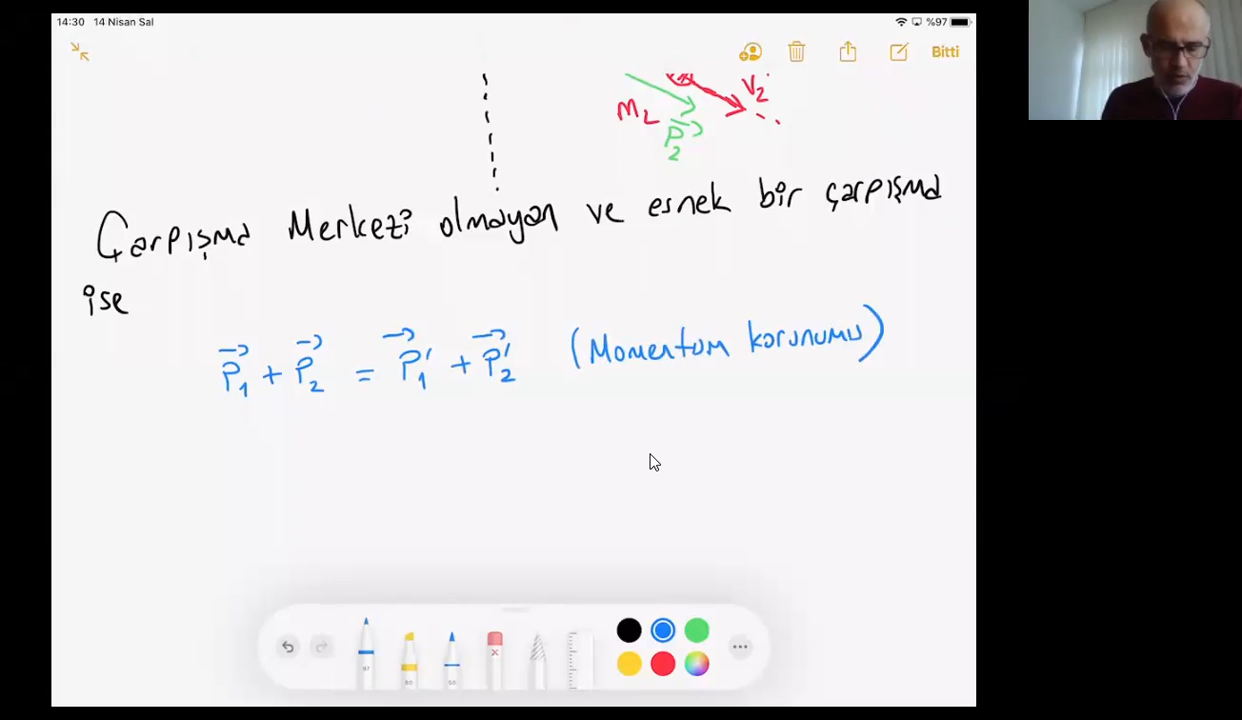 14:30 14 Nisan Sal
%97
Bitti
V2
m2
P2
Çarpışma Merkezi olmayan ve esnek bir çarpışma
ise
P1 + P2 = P1' + P2' (Momentum korunumu)